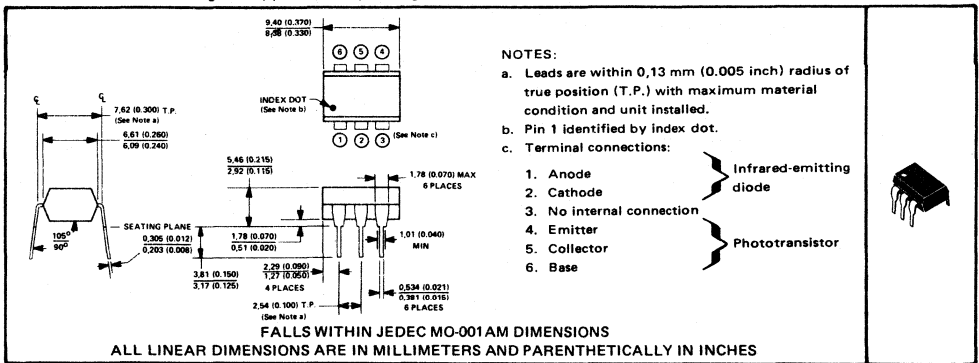 9,40 (0.370)
8,38 (0.330)
6 5 4
INDEX DOT
(See Note b)
(See Note c)
1 2 3
℄ ℄
7,62 (0.300) T.P.
(See Note a)
6,61 (0.260)
6,09 (0.240)
5,46 (0.215)
2,92 (0.115)
1,78 (0.070) MAX
6 PLACES
SEATING PLANE
105°
90°
0,305 (0.012)
0,203 (0.008)
1,78 (0.070)
0,51 (0.020)
1,01 (0.040)
MIN
3,81 (0.150)
3,17 (0.125)
2,29 (0.090)
1,27 (0.050)
4 PLACES
0,534 (0.021)
0,381 (0.015)
6 PLACES
2,54 (0.100) T.P.
(See Note a)
NOTES:
a. Leads are within 0,13 mm (0.005 inch) radius of
true position (T.P.) with maximum material
condition and unit installed.
b. Pin 1 identified by index dot.
c. Terminal connections:
1. Anode
2. Cathode
Infrared-emitting
diode
3. No internal connection
4. Emitter
5. Collector
6. Base
Phototransistor
FALLS WITHIN JEDEC MO-001AM DIMENSIONS
ALL LINEAR DIMENSIONS ARE IN MILLIMETERS AND PARENTHETICALLY IN INCHES